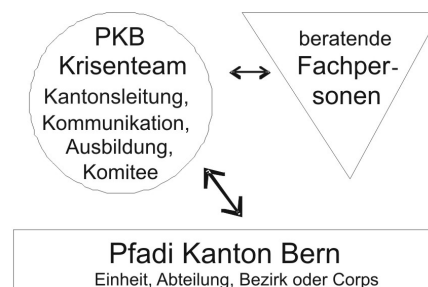 PKB
Krisenteam
Kantonsleitung,
Kommunikation,
Ausbildung,
Komitee
beratende
Fachper-
sonen
Pfadi Kanton Bern
Einheit, Abteilung, Bezirk oder Corps